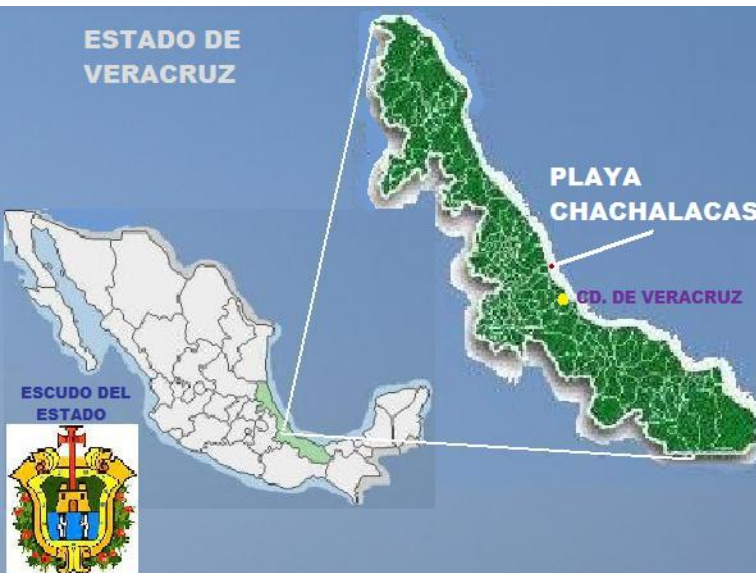 ESTADO DE
VERACRUZ
PLAYA
CHACHALACAS
CD. DE VERACRUZ
ESCUDO DEL
ESTADO